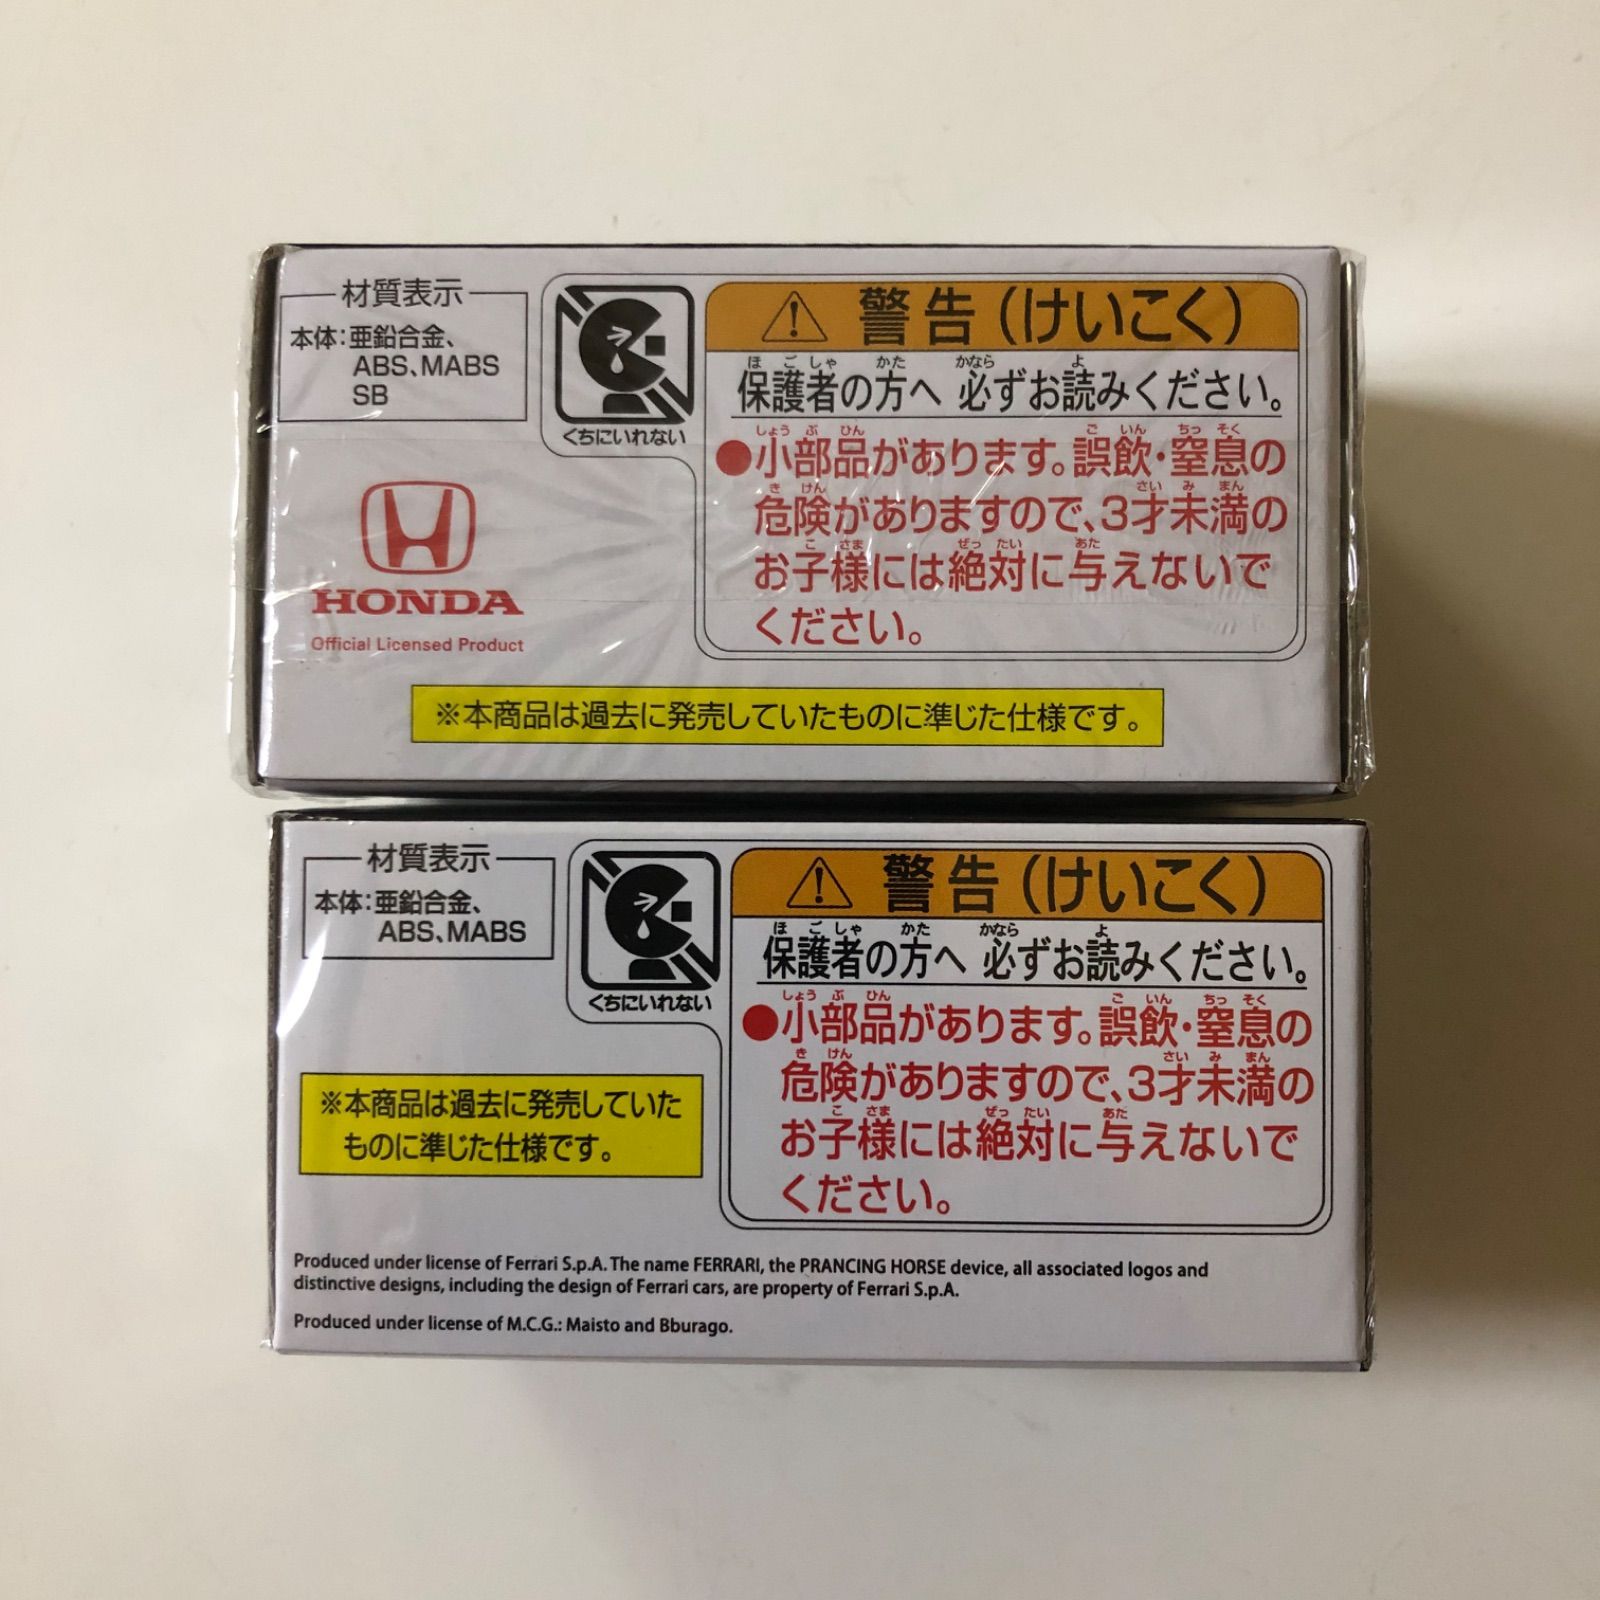 材質表示
本体：亜鉛合金、
ABS、MABS
SB
くちにいれない
HONDA
Official Licensed Product
警告（けいこく）
ほごしゃ かた かなら よ
保護者の方へ 必ずお読みください。
しょうぶひん ごいん ちっそく
●小部品があります。誤飲・窒息の
きけん さいみまん
危険がありますので、3才未満の
こさま ぜったい あた
お子様には絶対に与えないで
ください。
※本商品は過去に発売していたものに準じた仕様です。
材質表示
本体：亜鉛合金、
ABS、MABS
くちにいれない
警告（けいこく）
ほごしゃ かた かなら よ
保護者の方へ 必ずお読みください。
しょうぶひん ごいん ちっそく
●小部品があります。誤飲・窒息の
きけん さいみまん
危険がありますので、3才未満の
こさま ぜったい あた
お子様には絶対に与えないで
ください。
※本商品は過去に発売していた
ものに準じた仕様です。
Produced under license of Ferrari S.p.A. The name FERRARI, the PRANCING HORSE device, all associated logos and
distinctive designs, including the design of Ferrari cars, are property of Ferrari S.p.A.
Produced under license of M.C.G.: Maisto and Bburago.